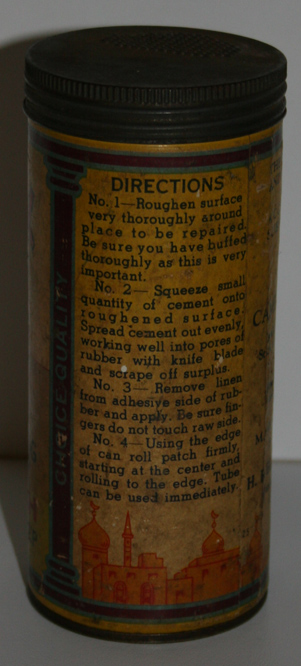 DIRECTIONS
No. 1—Roughen surface
very thoroughly around
place to be repaired.
Be sure you have buffed
thoroughly as this is very
important.
No. 2— Squeeze small
quantity of cement onto
roughened surface.
Spread cement out evenly,
working well into pores of
rubber with knife blade
and scrape off surplus.
No. 3—Remove linen
from adhesive side of rub-
ber and apply. Be sure fin-
gers do not touch raw side.
No. 4—Using the edge
of can roll patch firmly,
starting at the center and
rolling to the edge. Tube
can be used immediately.
CHOICE QUALITY
CA
M
H.